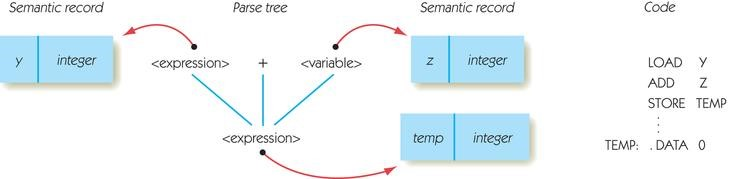 Semantic record Parse tree Semantic record Code
y integer <expression> + <variable> z integer
LOAD Y
ADD Z
STORE TEMP
<expression> temp integer
⋮
TEMP: .DATA 0